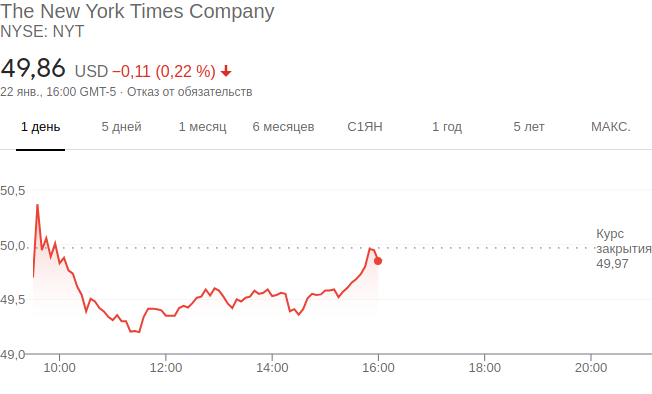 The New York Times Company
NYSE: NYT
49,86 USD −0,11 (0,22 %)
22 янв., 16:00 GMT-5 · Отказ от обязательств
1 день 5 дней 1 месяц 6 месяцев С1ЯН 1 год 5 лет МАКС.
50,5
50,0
49,5
49,0
Курс
закрытия
49,97
10:00 12:00 14:00 16:00 18:00 20:00